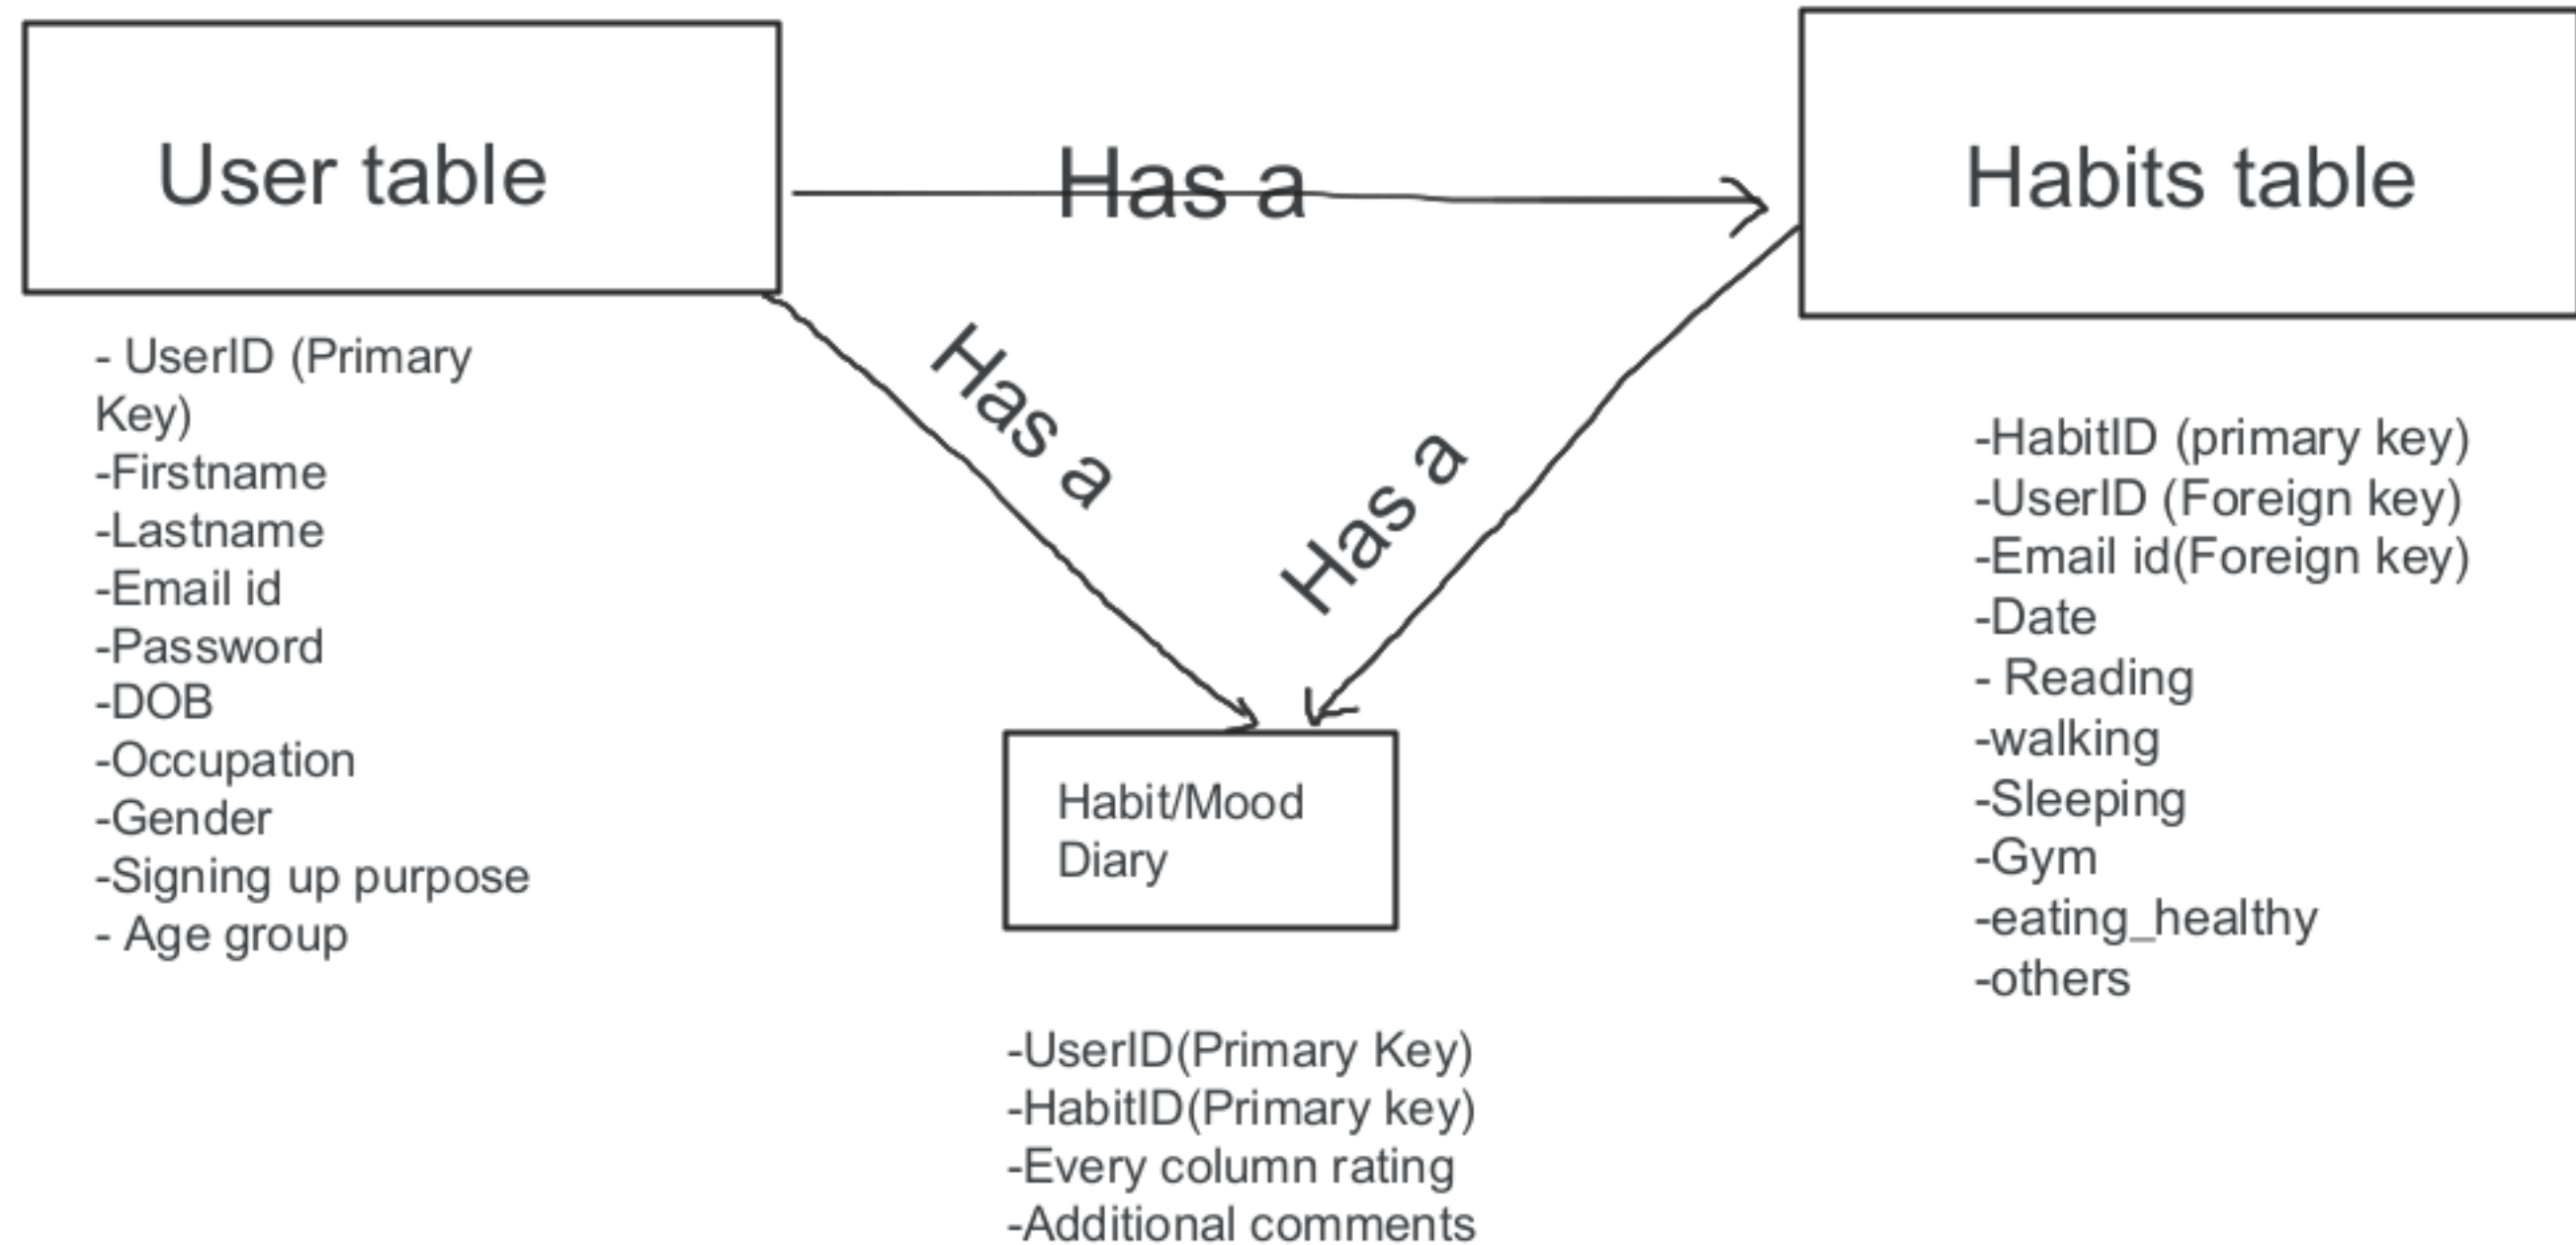 User table
Has a
Habits table
- UserID (Primary
Key)
-Firstname
-Lastname
-Email id
-Password
-DOB
-Occupation
-Gender
-Signing up purpose
- Age group
Has a
Has a
-HabitID (primary key)
-UserID (Foreign key)
-Email id(Foreign key)
-Date
- Reading
-walking
-Sleeping
-Gym
-eating_healthy
-others
Habit/Mood
Diary
-UserID(Primary Key)
-HabitID(Primary key)
-Every column rating
-Additional comments